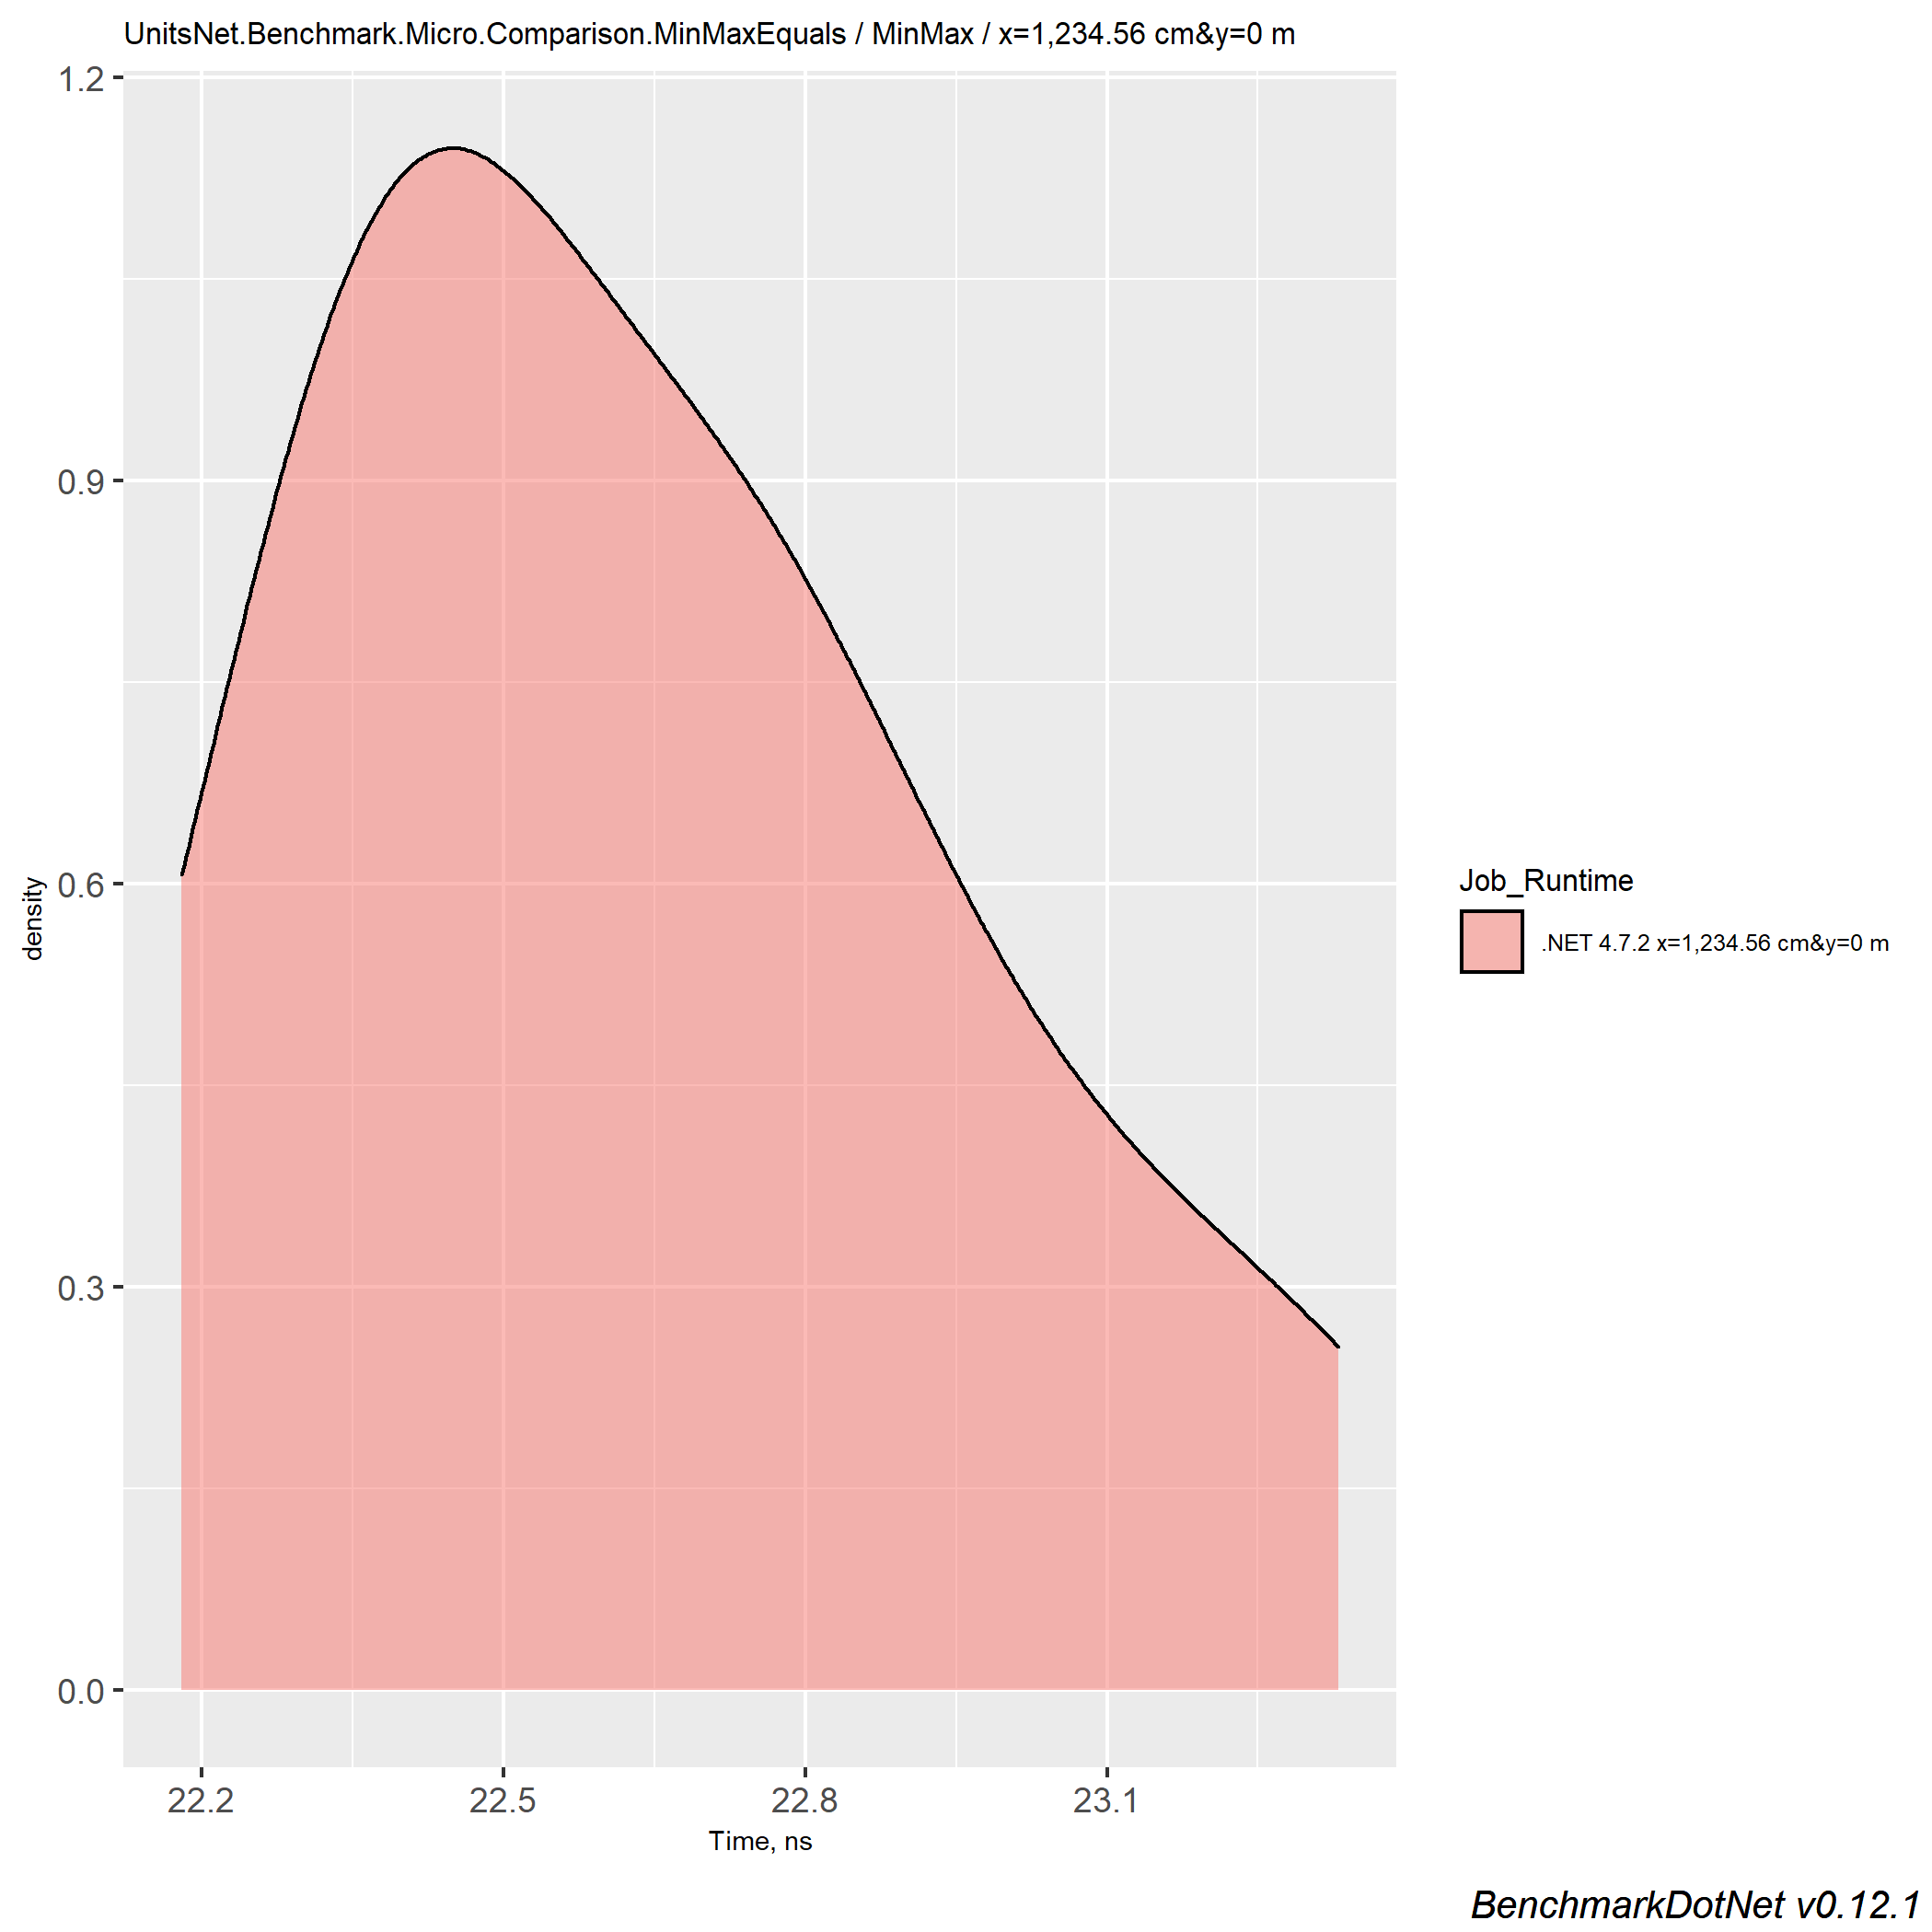 UnitsNet.Benchmark.Micro.Comparison.MinMaxEquals / MinMax / x=1,234.56 cm&y=0 m
1.2
0.9
0.6
0.3
0.0
density
22.2 22.5 22.8 23.1
Time, ns
Job_Runtime
.NET 4.7.2 x=1,234.56 cm&y=0 m
BenchmarkDotNet v0.12.1